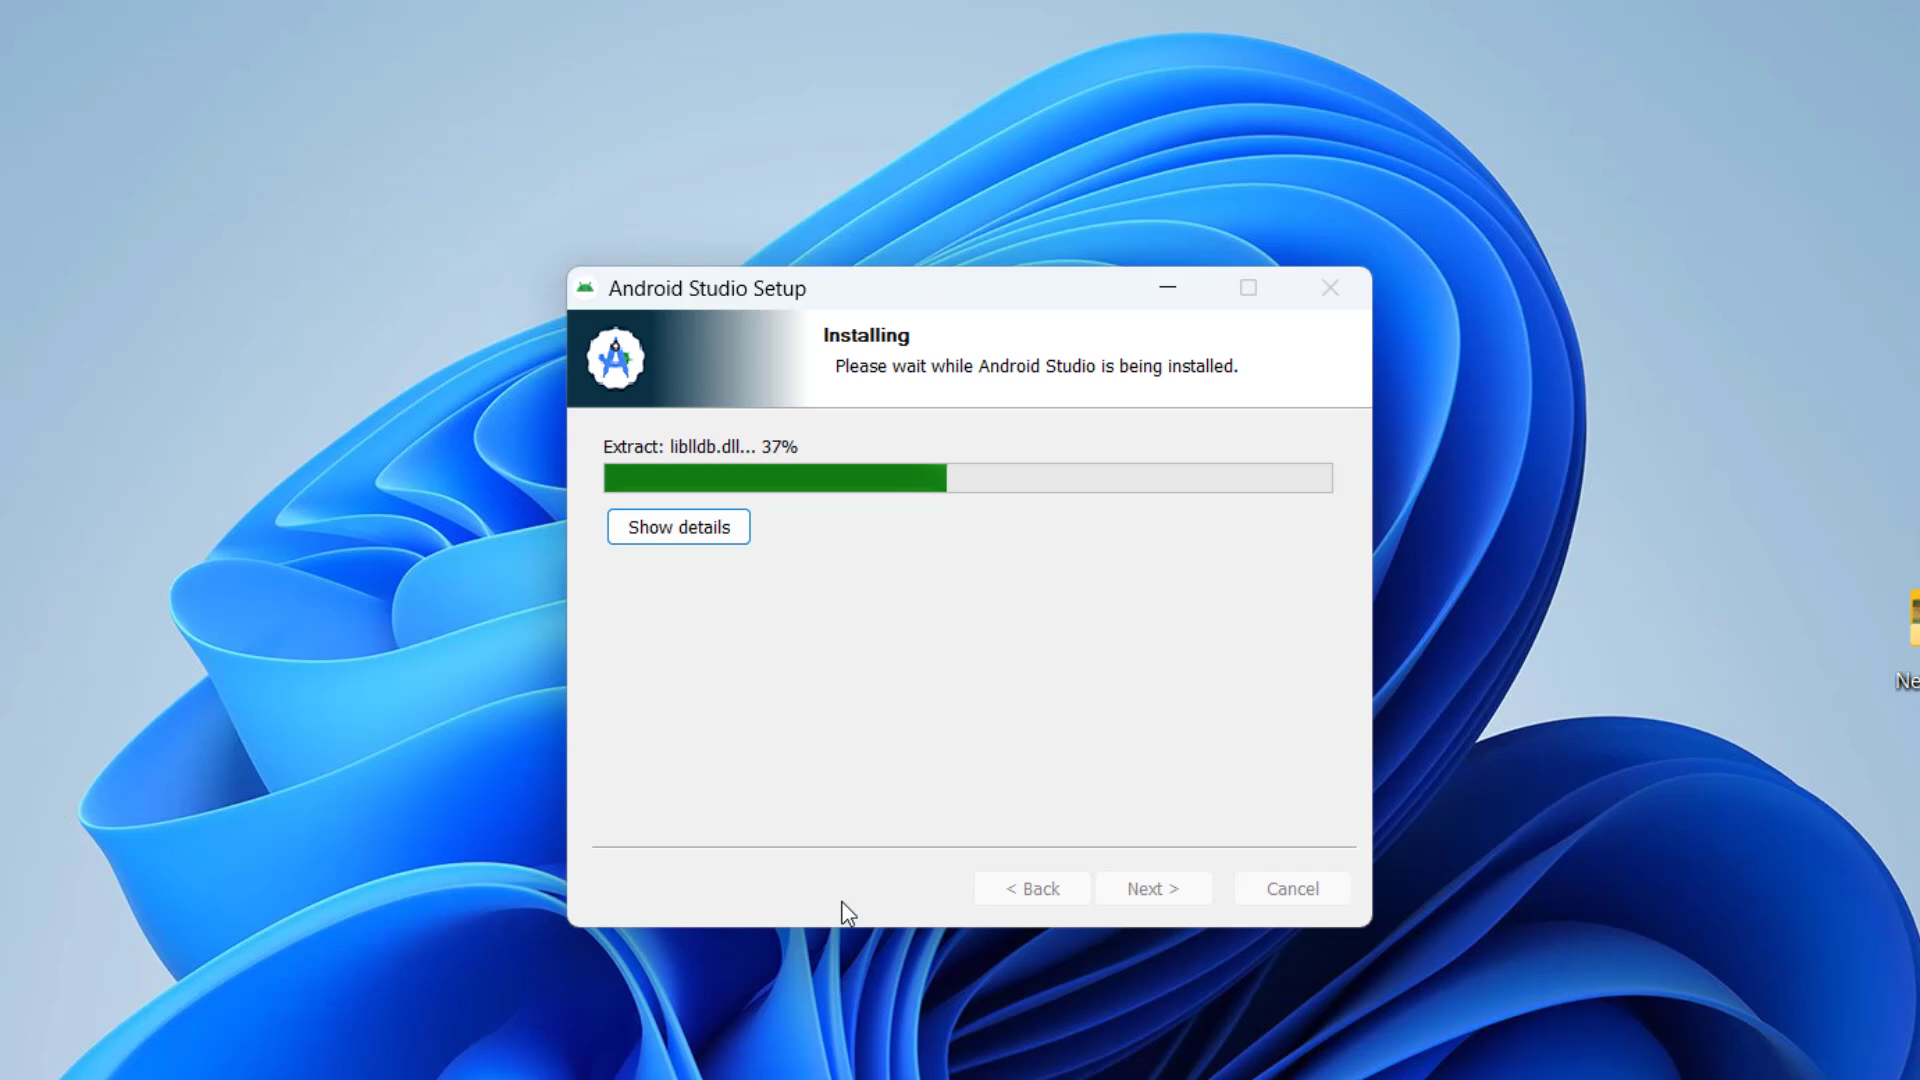 Android Studio Setup
Installing
Please wait while Android Studio is being installed.
Extract: liblldb.dll... 37%
Show details
< Back
Next >
Cancel